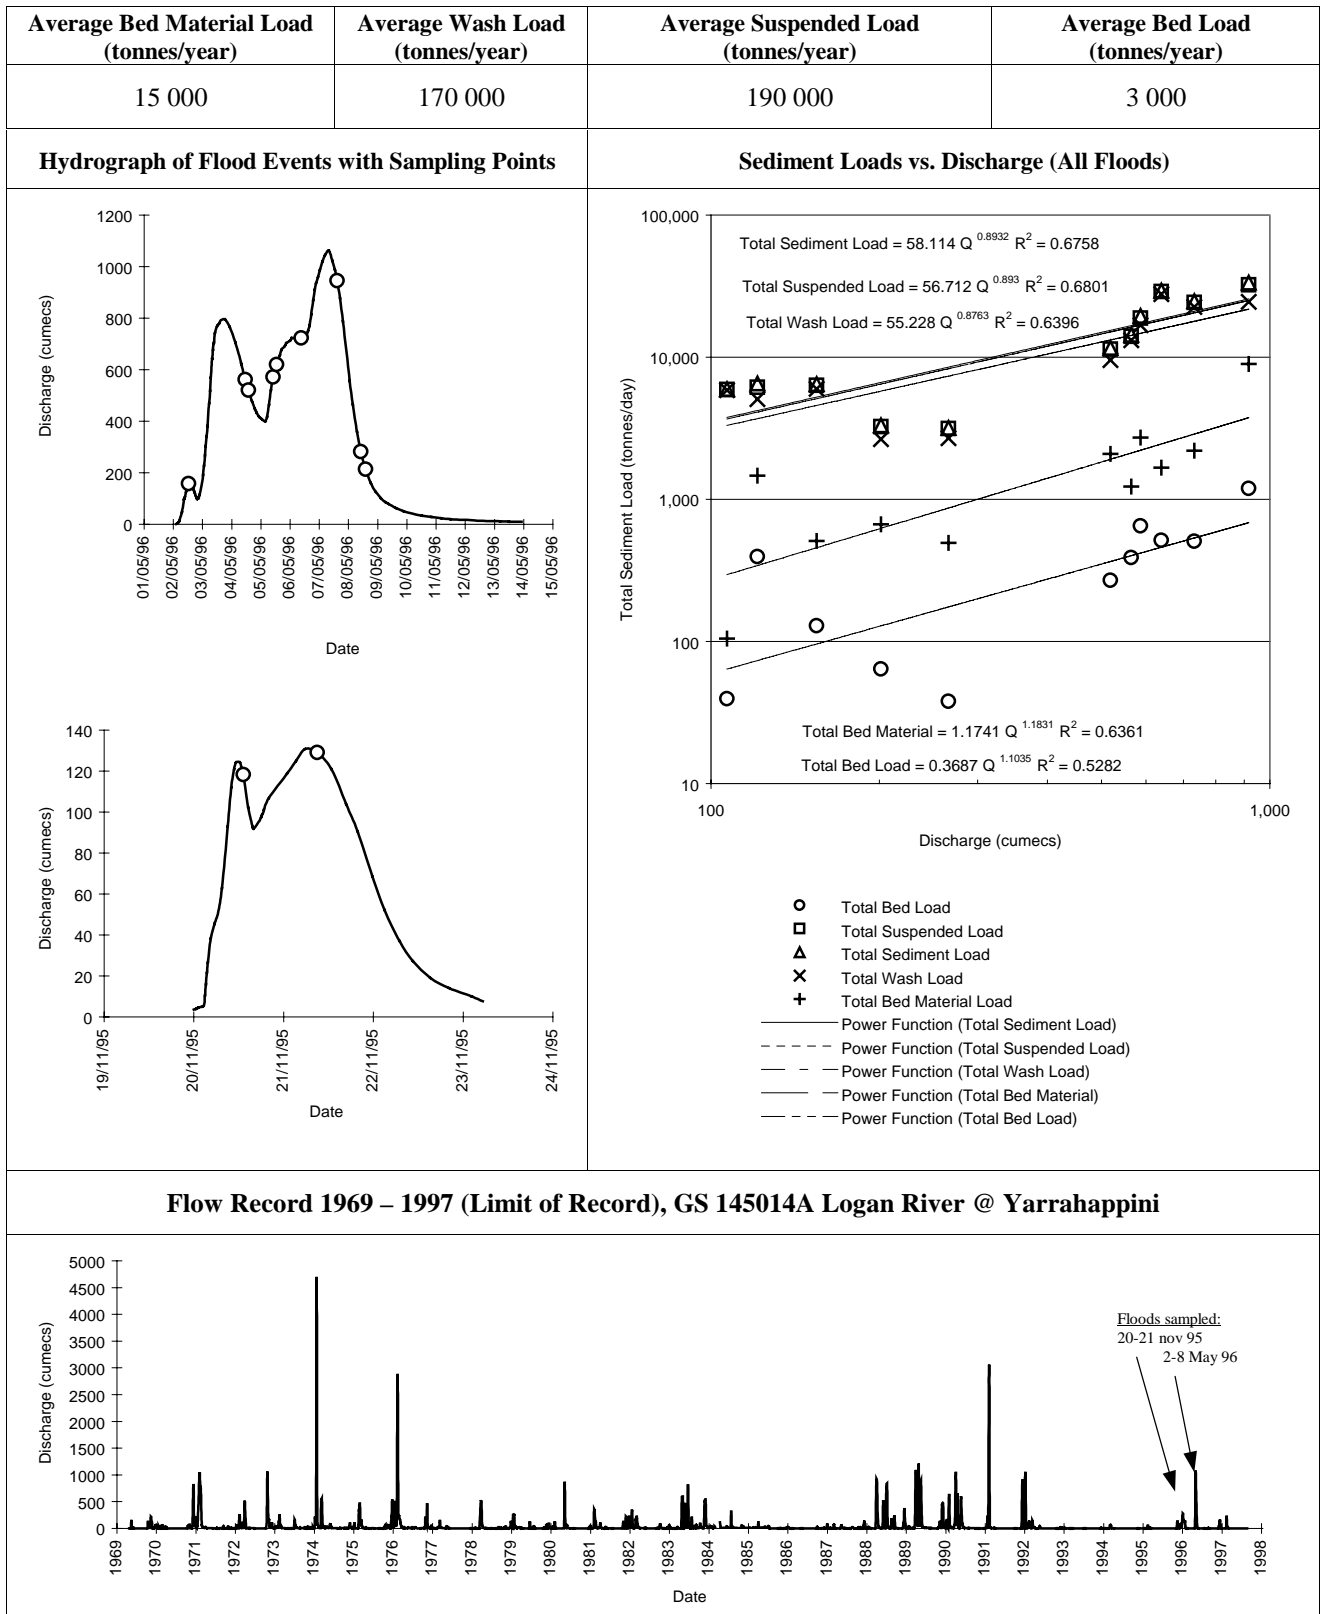 Average Bed Material Load (tonnes/year)
Average Wash Load (tonnes/year)
Average Suspended Load (tonnes/year)
Average Bed Load (tonnes/year)
15 000
170 000
190 000
3 000
Hydrograph of Flood Events with Sampling Points
Sediment Loads vs. Discharge (All Floods)
1200
1000
800
600
400
200
0
Discharge (cumecs)
01/05/96
02/05/96
03/05/96
04/05/96
05/05/96
06/05/96
07/05/96
08/05/96
09/05/96
10/05/96
11/05/96
12/05/96
13/05/96
14/05/96
15/05/96
Date
140
120
100
80
60
40
20
0
Discharge (cumecs)
19/11/95
20/11/95
21/11/95
22/11/95
23/11/95
24/11/95
Date
100,000
10,000
1,000
100
10
Total Sediment Load (tonnes/day)
Total Sediment Load = 58.114 Q 0.8932 R2 = 0.6758
Total Suspended Load = 56.712 Q 0.893 R2 = 0.6801
Total Wash Load = 55.228 Q 0.8763 R2 = 0.6396
Total Bed Material = 1.1741 Q 1.1831 R2 = 0.6361
Total Bed Load = 0.3687 Q 1.1035 R2 = 0.5282
100
1,000
Discharge (cumecs)
Total Bed Load
Total Suspended Load
Total Sediment Load
Total Wash Load
Total Bed Material Load
Power Function (Total Sediment Load)
Power Function (Total Suspended Load)
Power Function (Total Wash Load)
Power Function (Total Bed Material)
Power Function (Total Bed Load)
Flow Record 1969 – 1997 (Limit of Record), GS 145014A Logan River @ Yarrahappini
5000
4500
4000
3500
3000
2500
2000
1500
1000
500
0
Discharge (cumecs)
Floods sampled:
20-21 nov 95
2-8 May 96
1969
1970
1971
1972
1973
1974
1975
1976
1977
1978
1979
1980
1981
1982
1983
1984
1985
1986
1987
1988
1989
1990
1991
1992
1993
1994
1995
1996
1997
1998
Date